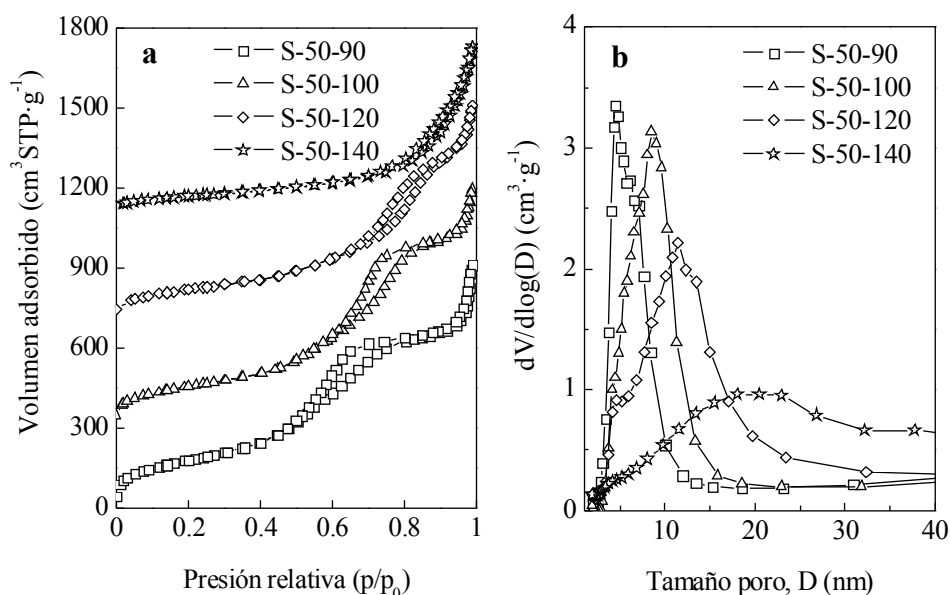 a
S-50-90
S-50-100
S-50-120
S-50-140
1800
1500
1200
900
600
300
0
0
0.2
0.4
0.6
0.8
1
Volumen adsorbido (cm³ STP·g⁻¹)
Presión relativa (p/p₀)
b
S-50-90
S-50-100
S-50-120
S-50-140
4
3
2
1
0
10
20
30
40
dV/dlog(D) (cm³·g⁻¹)
Tamaño poro, D (nm)